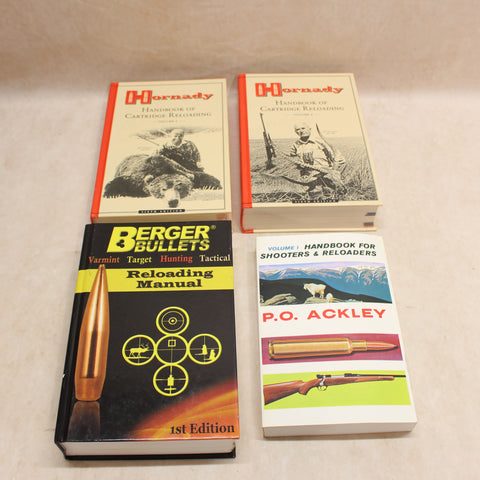 Hornady
HANDBOOK OF
CARTRIDGE RELOADING
VOLUME I
Hornady
HANDBOOK OF
CARTRIDGE RELOADING
BERGER®
BULLETS
Varmint Target Hunting Tactical
Reloading
Manual
1st Edition
VOLUME I HANDBOOK FOR
SHOOTERS & RELOADERS
P.O. ACKLEY